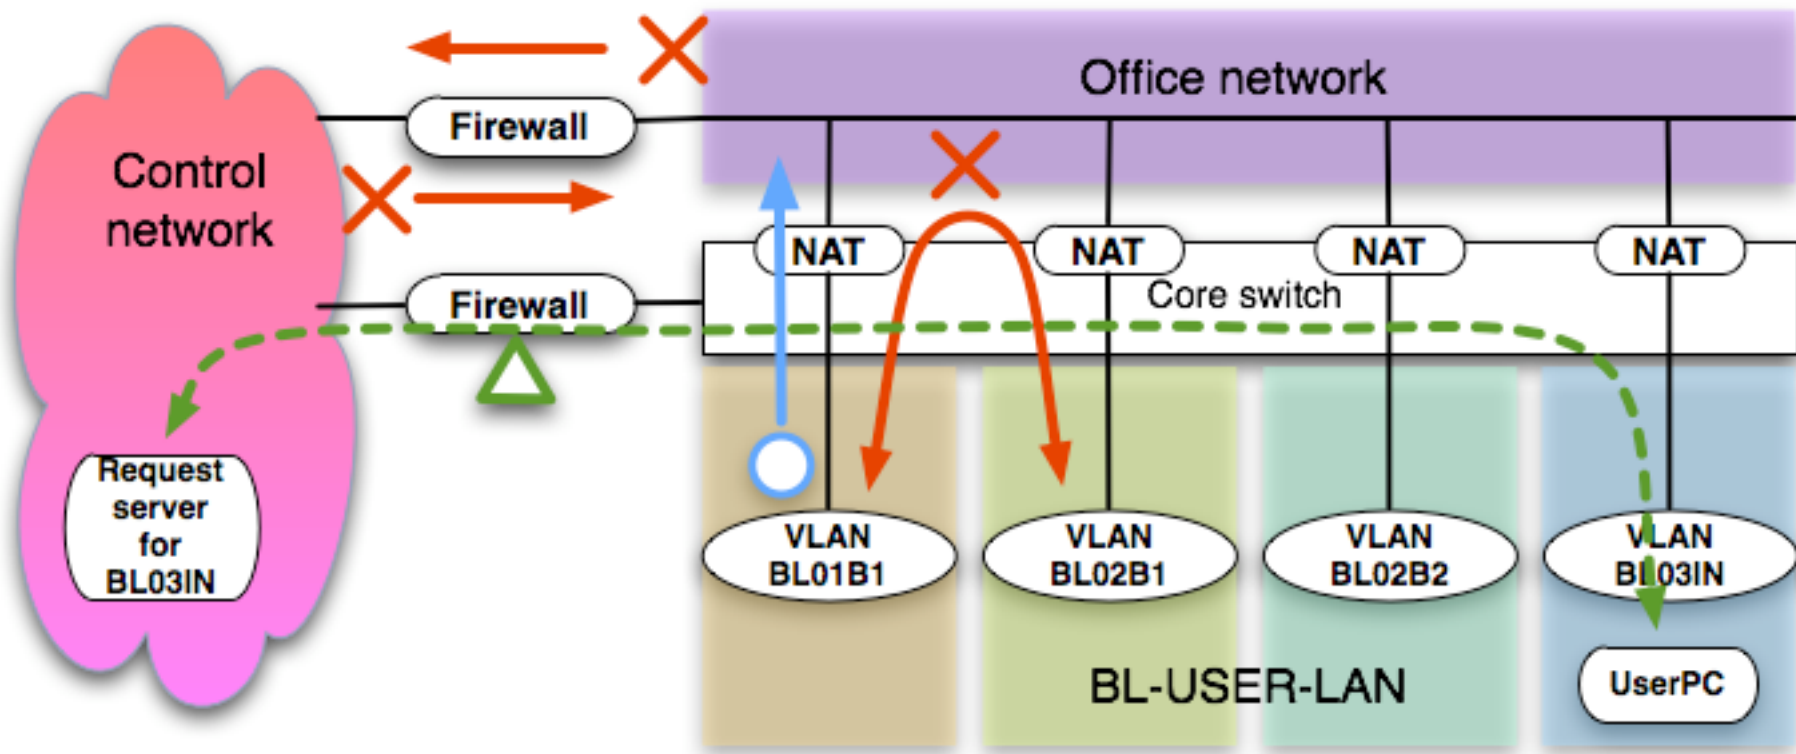 Office network
Firewall
Control
network
NAT
NAT
NAT
NAT
Core switch
Firewall
Request
server
for
BL03IN
VLAN
BL01B1
VLAN
BL02B1
VLAN
BL02B2
VLAN
BL03IN
BL-USER-LAN
UserPC